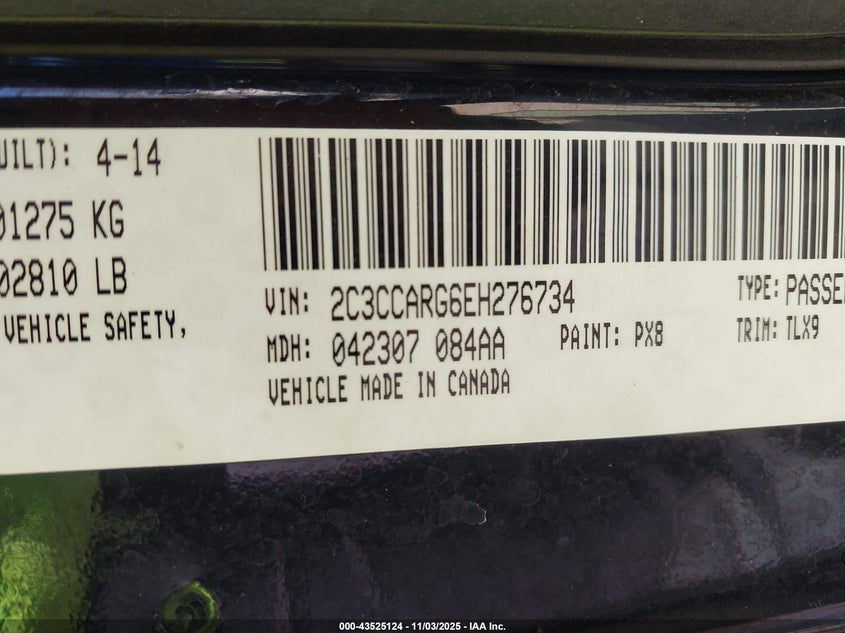 UILT): 4-14
01275 KG
02810 LB
VEHICLE SAFETY,
VIN: 2C3CCARG6EH276734
TYPE: PASSE
MDH: 042307 084AA
PAINT: PX8
TRIM: TLX9
VEHICLE MADE IN CANADA
000-43525124 - 11/03/2025 - IAA Inc.